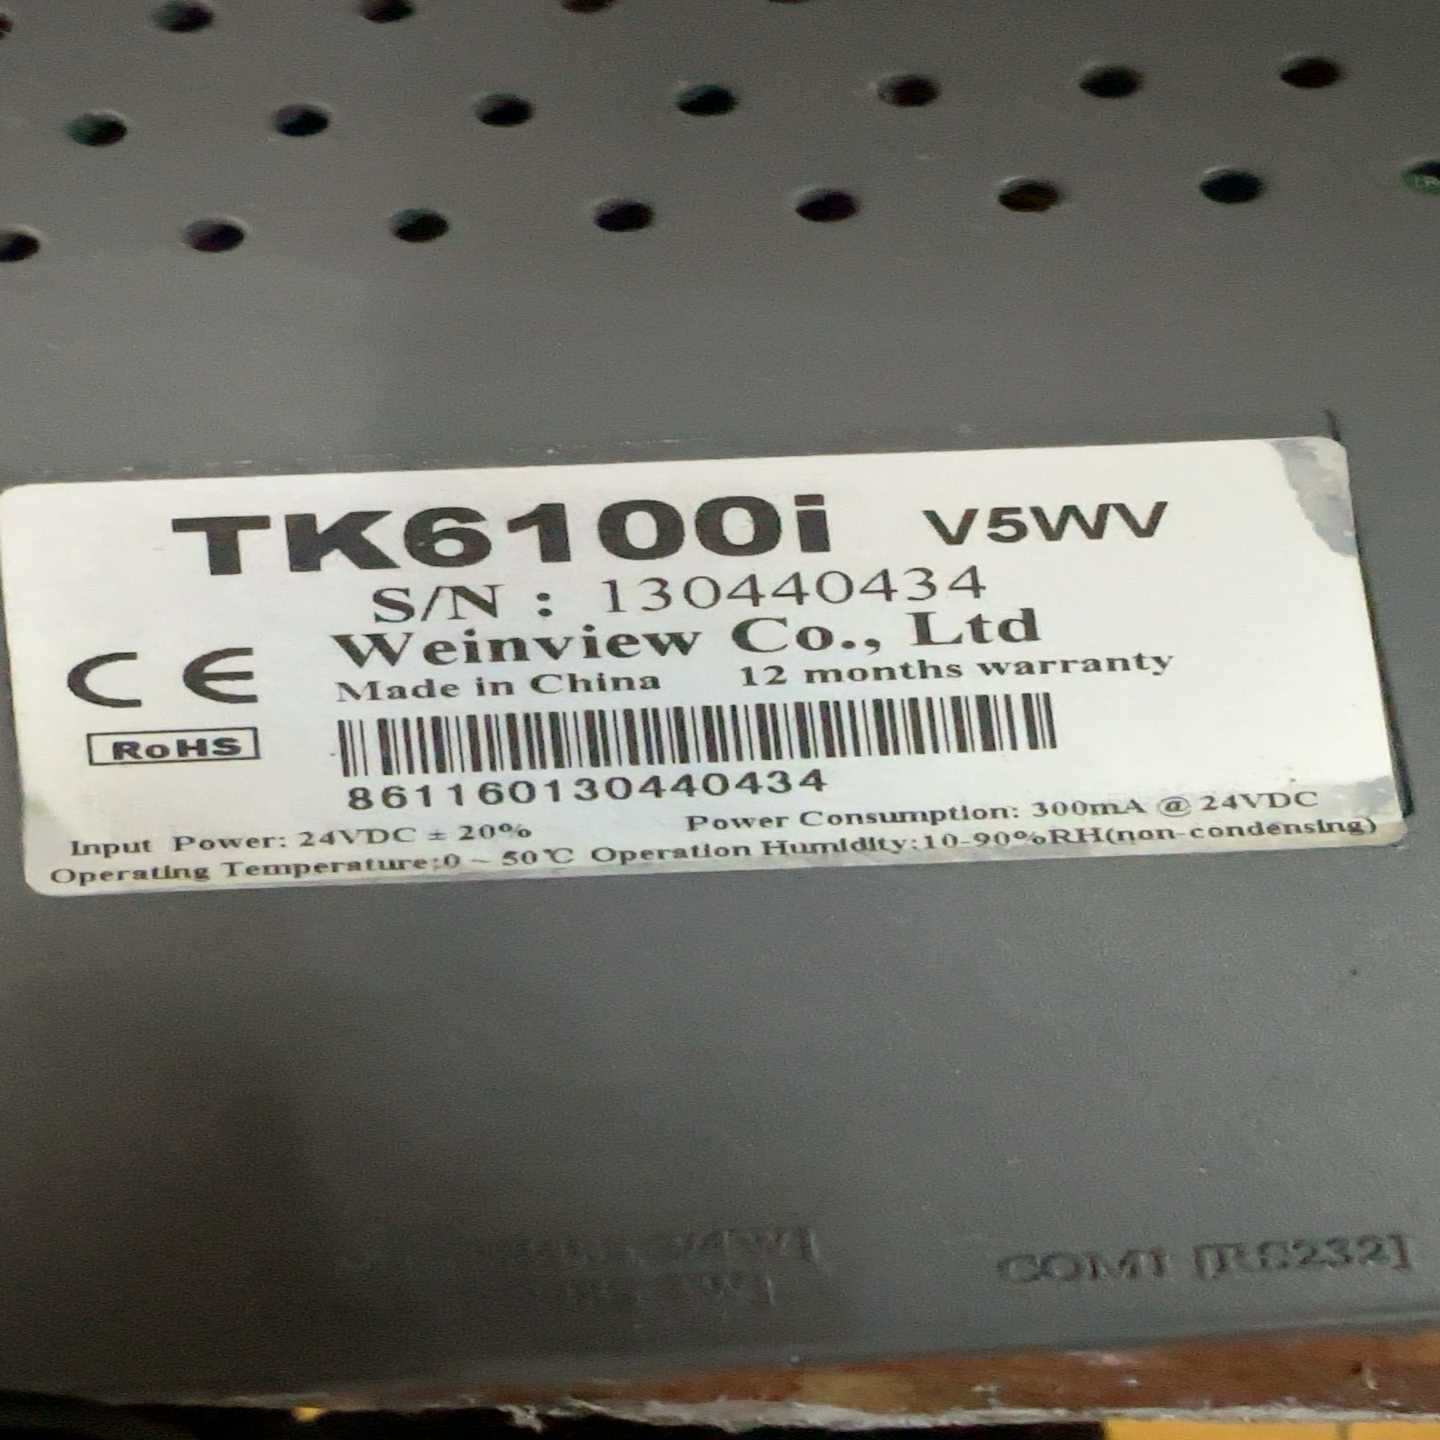 TK6100i V5WV
S/N : 130440434
Weinview Co., Ltd
CE
Made in China 12 months warranty
RoHS
861160130440434
Input Power: 24VDC ± 20% Power Consumption: 300mA @ 24VDC
Operating Temperature:0 ~ 50℃ Operation Humidity:10-90%RH(non-condensing)
COM1 [RS232]